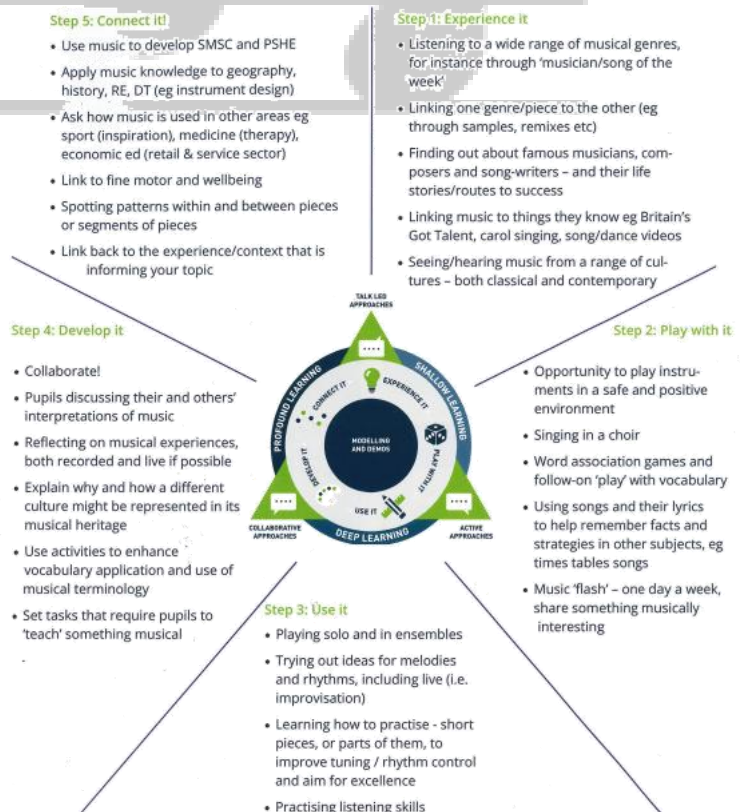 Step 5: Connect it!
• Use music to develop SMSC and PSHE
• Apply music knowledge to geography,
history, RE, DT (eg instrument design)
• Ask how music is used in other areas eg
sport (inspiration), medicine (therapy),
economic ed (retail & service sector)
• Link to fine motor and wellbeing
• Spotting patterns within and between pieces
or segments of pieces
• Link back to the experience/context that is
informing your topic
Step 1: Experience it
• Listening to a wide range of musical genres,
for instance through ‘musician/song of the
week’
• Linking one genre/piece to the other (eg
through samples, remixes etc)
• Finding out about famous musicians, com-
posers and song-writers – and their life
stories/routes to success
• Linking music to things they know eg Britain’s
Got Talent, carol singing, song/dance videos
• Seeing/hearing music from a range of cul-
tures – both classical and contemporary
Step 4: Develop it
• Collaborate!
• Pupils discussing their and others’
interpretations of music
• Reflecting on musical experiences,
both recorded and live if possible
• Explain why and how a different
culture might be represented in its
musical heritage
• Use activities to enhance
vocabulary application and use of
musical terminology
• Set tasks that require pupils to
‘teach’ something musical
TALK LED
APPROACHES
PROFOUND LEARNING
SHALLOW LEARNING
CONNECT IT
EXPERIENCE IT
MODELLING
AND DEMOS
DEVELOP IT
PLAY WITH IT
USE IT
DEEP LEARNING
COLLABORATIVE
APPROACHES
ACTIVE
APPROACHES
Step 2: Play with it
• Opportunity to play instru-
ments in a safe and positive
environment
• Singing in a choir
• Word association games and
follow-on ‘play’ with vocabulary
• Using songs and their lyrics
to help remember facts and
strategies in other subjects, eg
times tables songs
• Music ‘flash’ – one day a week,
share something musically
interesting
Step 3: Use it
• Playing solo and in ensembles
• Trying out ideas for melodies
and rhythms, including live (i.e.
improvisation)
• Learning how to practise - short
pieces, or parts of them, to
improve tuning / rhythm control
and aim for excellence
• Practising listening skills